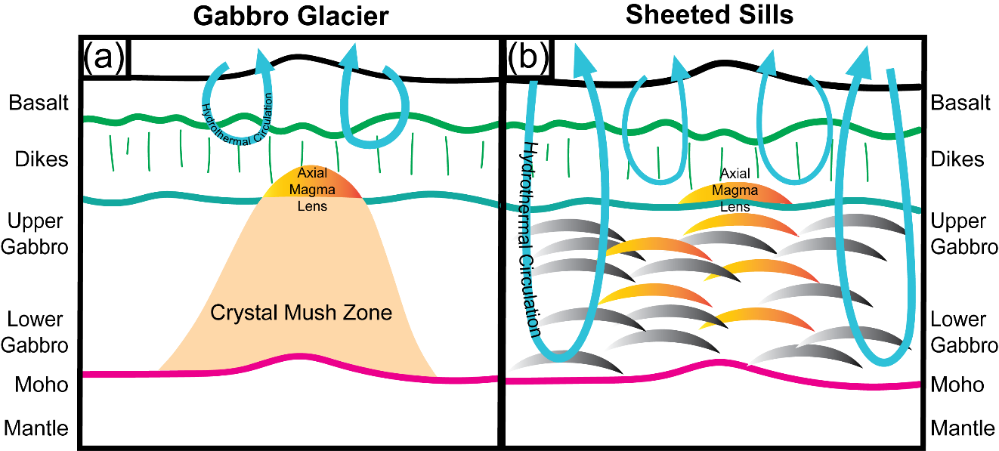 Gabbro Glacier
Sheeted Sills
(a)
(b)
Basalt
Dikes
Upper
Gabbro
Lower
Gabbro
Moho
Mantle
Hydrothermal Circulation
Axial
Magma
Lens
Crystal Mush Zone
Hydrothermal Circulation
Axial
Magma
Lens
Basalt
Dikes
Upper
Gabbro
Lower
Gabbro
Moho
Mantle